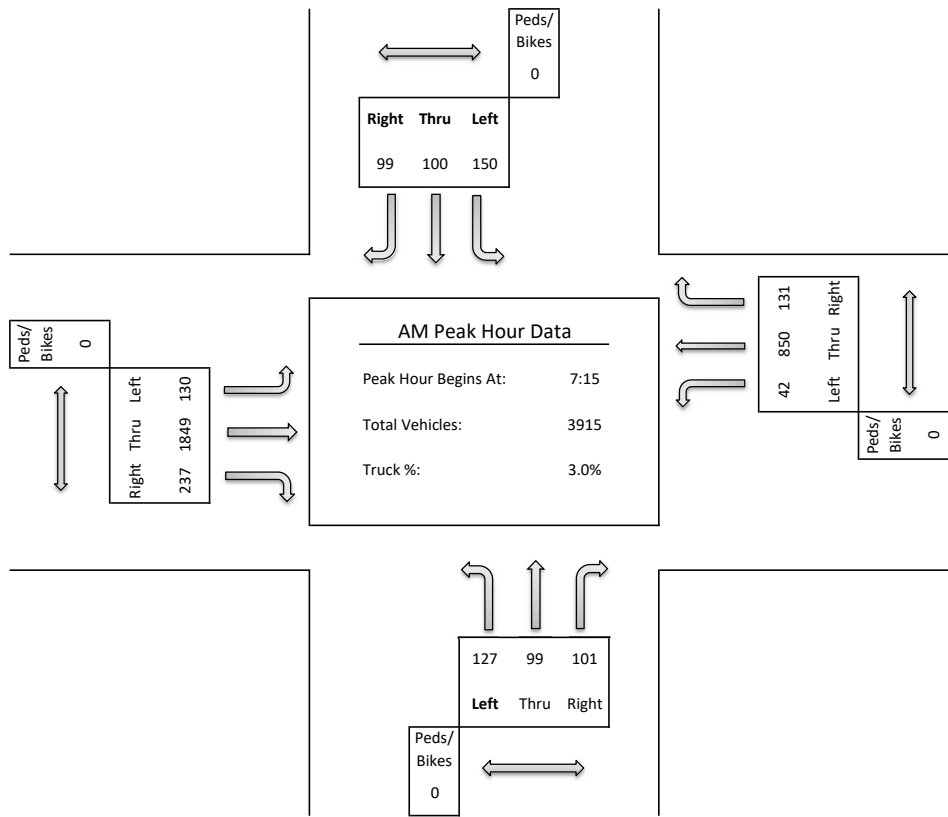 Peds/
Bikes
0
Right Thru Left
99 100 150
Peds/
Bikes
0
Left 130
Thru 1849
Right 237
AM Peak Hour Data
Peak Hour Begins At: 7:15
Total Vehicles: 3915
Truck %: 3.0%
131 Right
850 Thru
42 Left
Peds/
Bikes
0
127 99 101
Left Thru Right
Peds/
Bikes
0